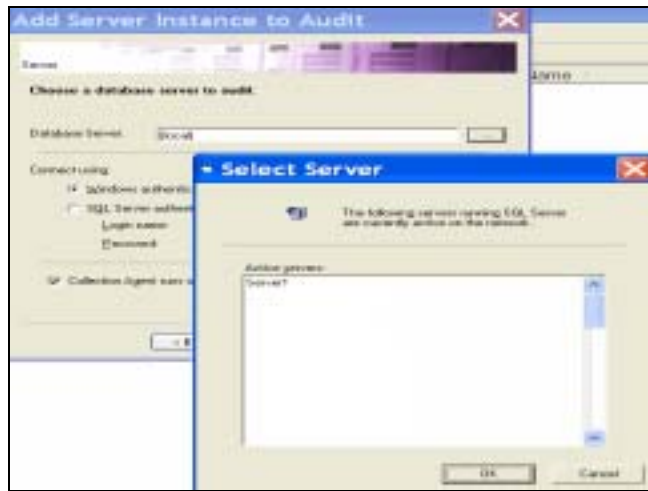 Add Server Instance to Audit
Server
Name
Choose a database server to audit.
Database Server:
(local)
...
Connect using:
Windows authentic
SQL Server authent
Login name:
Password:
Collection Agent runs
Select Server
The following servers running SQL Server
are currently active on the network.
Active servers:
OK
Cancel